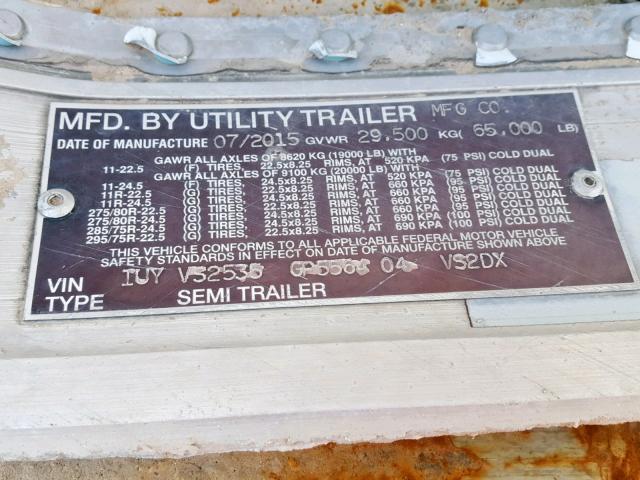 MFD. BY UTILITY TRAILER MFG CO.
DATE OF MANUFACTURE 07/2015 GVWR 29,500 KG( 65,000 LB)
GAWR ALL AXLES OF 8620 KG (19000 LB) WITH
11-22.5 (F) TIRES, 22.5x8.25 RIMS, AT 520 KPA (75 PSI) COLD DUAL
GAWR ALL AXLES OF 9100 KG (20000 LB) WITH
11-24.5 (F) TIRES, 24.5x8.25 RIMS, AT 520 KPA (75 PSI) COLD DUAL
11R-22.5 (G) TIRES, 22.5x8.25 RIMS, AT 660 KPA (95 PSI) COLD DUAL
11R-24.5 (G) TIRES, 24.5x8.25 RIMS, AT 660 KPA (95 PSI) COLD DUAL
275/80R-22.5 (G) TIRES, 22.5x8.25 RIMS, AT 660 KPA (95 PSI) COLD DUAL
275/80R-24.5 (G) TIRES, 24.5x8.25 RIMS, AT 660 KPA (95 PSI) COLD DUAL
285/75R-24.5 (G) TIRES, 24.5x8.25 RIMS, AT 690 KPA (100 PSI) COLD DUAL
295/75R-22.5 (G) TIRES, 22.5x8.25 RIMS, AT 690 KPA (100 PSI) COLD DUAL
THIS VEHICLE CONFORMS TO ALL APPLICABLE FEDERAL MOTOR VEHICLE
SAFETY STANDARDS IN EFFECT ON DATE OF MANUFACTURE SHOWN ABOVE
VIN 1UY VS2538 04 VS2DX
TYPE SEMI TRAILER